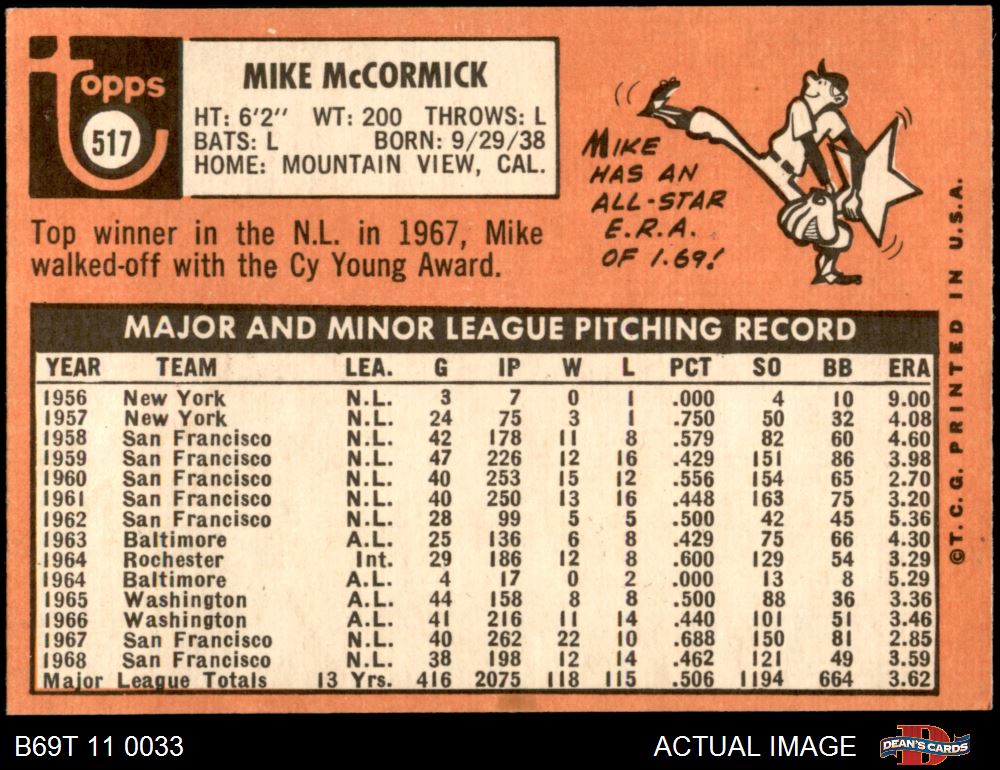 Topps
517
MIKE McCORMICK
HT: 6'2" WT: 200 THROWS: L
BATS: L BORN: 9/29/38
HOME: MOUNTAIN VIEW, CAL.
Top winner in the N.L. in 1967, Mike
walked-off with the Cy Young Award.
MIKE
HAS AN
ALL-STAR
E.R.A.
OF 1.69!
MAJOR AND MINOR LEAGUE PITCHING RECORD
YEAR TEAM LEA. G IP W L PCT SO BB ERA
1956 New York N.L. 3 7 0 1 .000 4 10 9.00
1957 New York N.L. 24 75 3 1 .750 50 32 4.08
1958 San Francisco N.L. 42 178 11 8 .579 82 60 4.60
1959 San Francisco N.L. 47 226 12 16 .429 151 86 3.98
1960 San Francisco N.L. 40 253 15 12 .556 154 65 2.70
1961 San Francisco N.L. 40 250 13 16 .448 163 75 3.20
1962 San Francisco N.L. 28 99 5 5 .500 42 45 5.36
1963 Baltimore A.L. 25 136 6 8 .429 75 66 4.30
1964 Rochester Int. 29 186 12 8 .600 129 54 3.29
1964 Baltimore A.L. 4 17 0 2 .000 13 8 5.29
1965 Washington A.L. 44 158 8 8 .500 88 36 3.36
1966 Washington A.L. 41 216 11 14 .440 101 51 3.46
1967 San Francisco N.L. 40 262 22 10 .688 150 81 2.85
1968 San Francisco N.L. 38 198 12 14 .462 121 49 3.59
Major League Totals 13 Yrs. 416 2075 118 115 .506 1194 664 3.62
©T. C. G. PRINTED IN U.S.A.
B69T 11 0033
ACTUAL IMAGE
D
DEAN'S CARDS